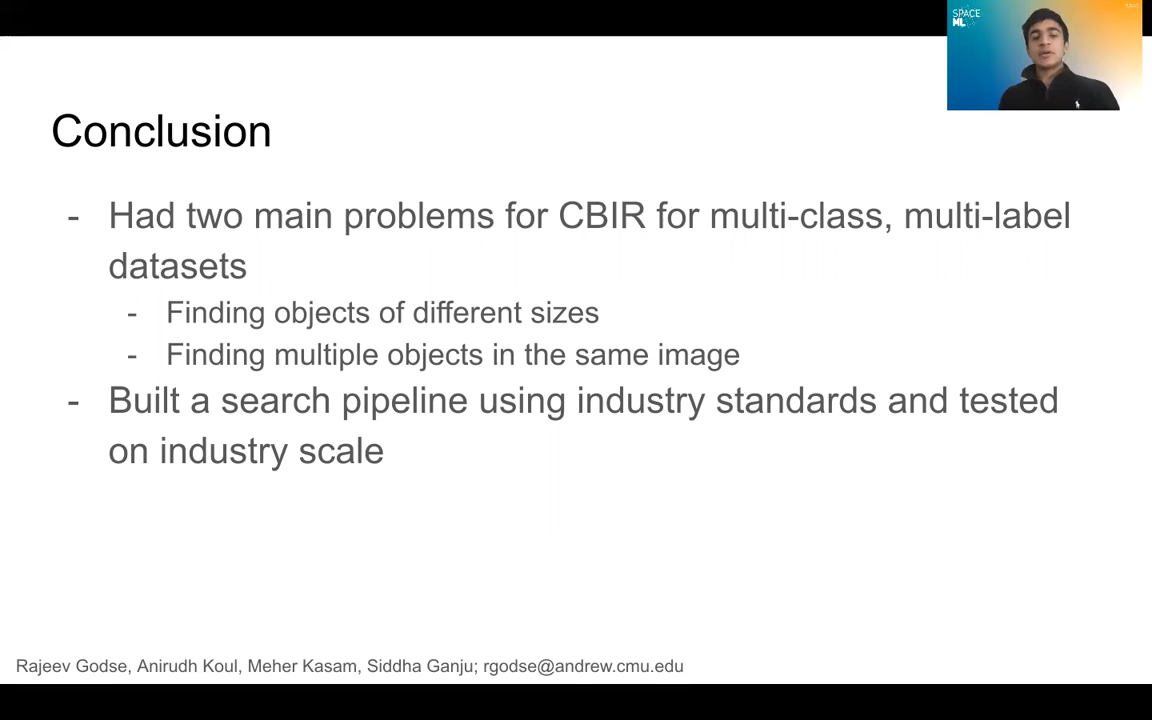 SPACE
ML
Conclusion
- Had two main problems for CBIR for multi-class, multi-label
datasets
- Finding objects of different sizes
- Finding multiple objects in the same image
- Built a search pipeline using industry standards and tested
on industry scale
Rajeev Godse, Anirudh Koul, Meher Kasam, Siddha Ganju; rgodse@andrew.cmu.edu